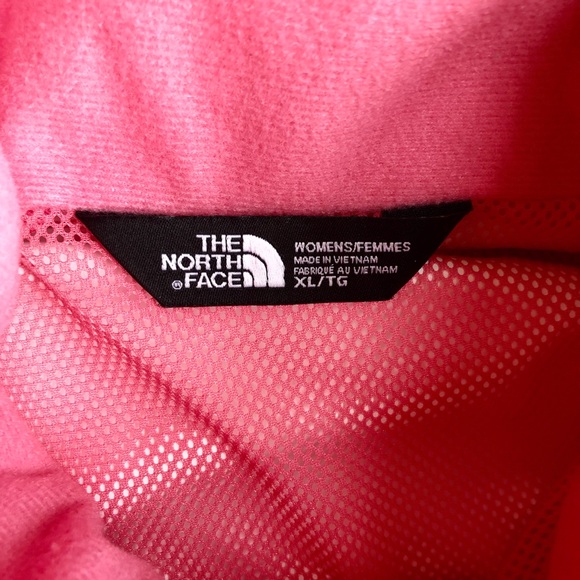 THE
NORTH
®FACE
WOMENS/FEMMES
MADE IN VIETNAM
FABRIQUÉ AU VIETNAM
XL/TG